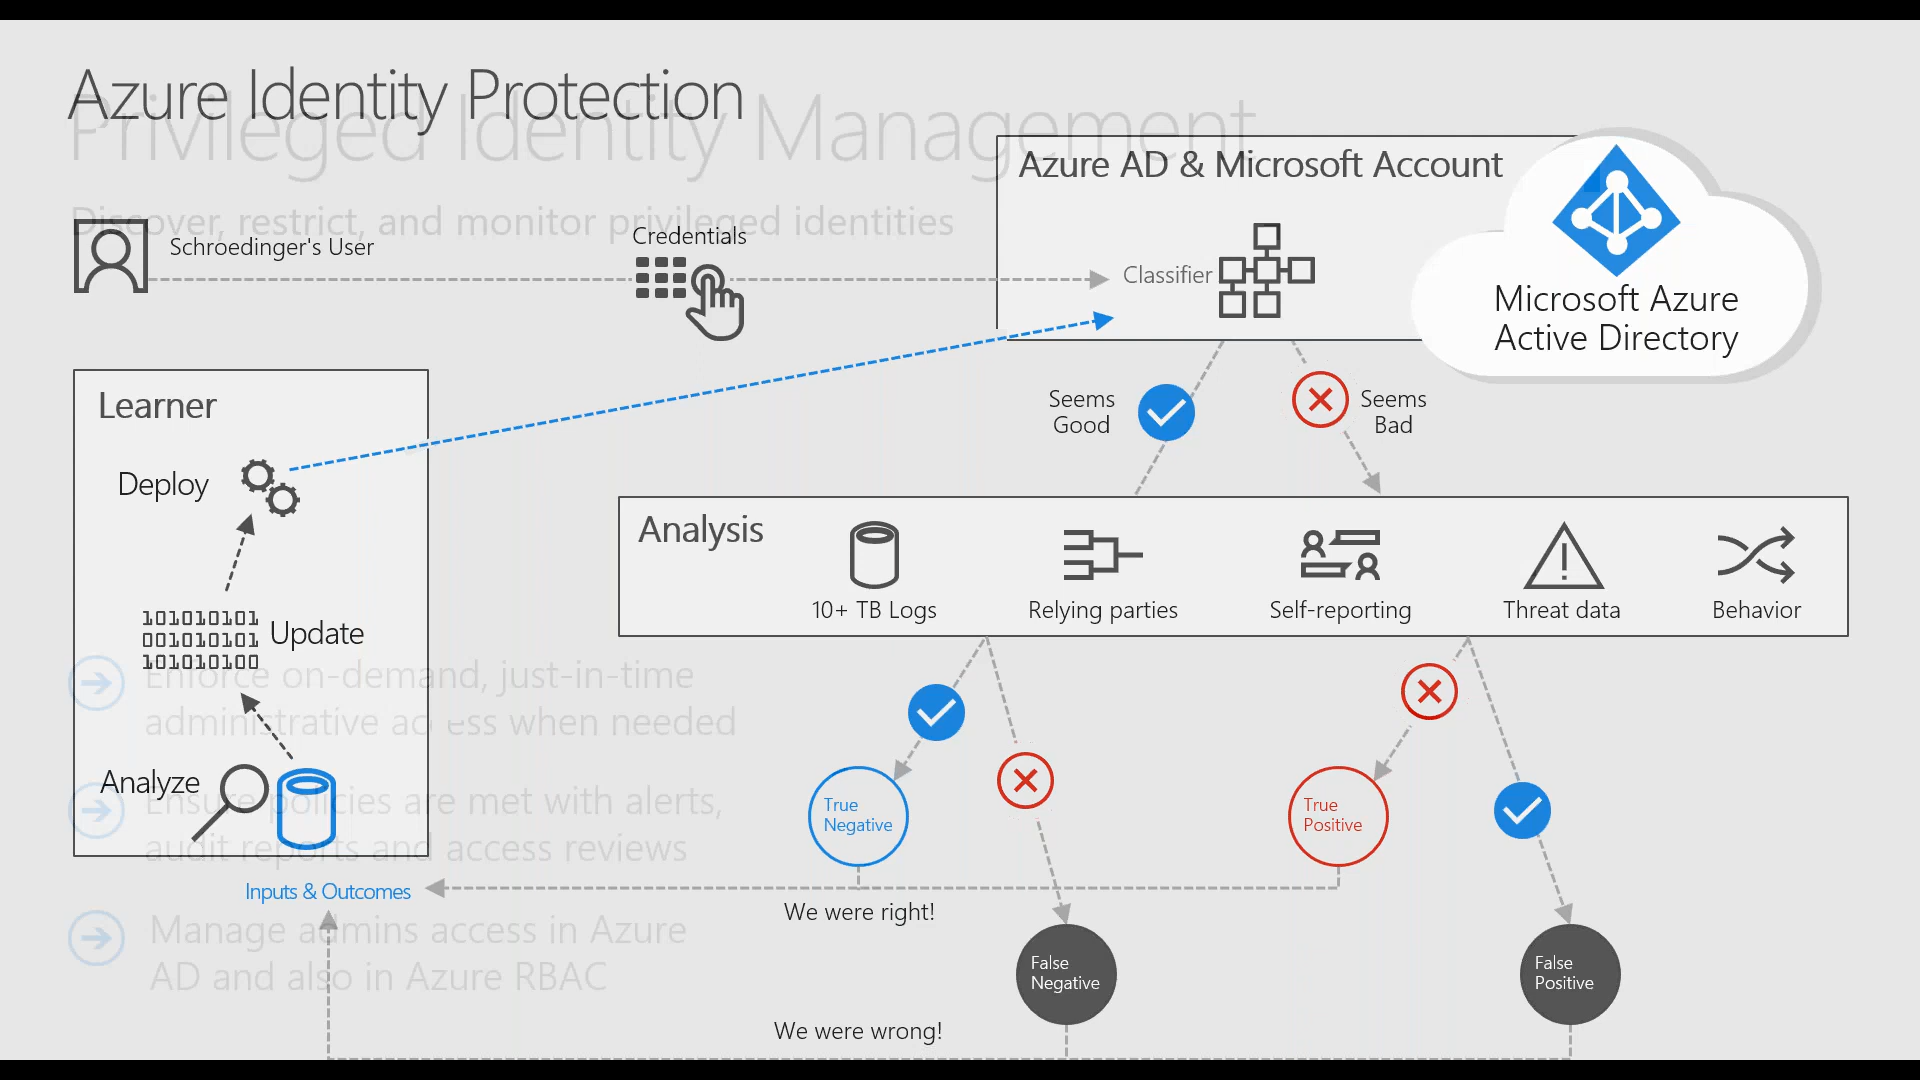 Azure Identity Protection
Privileged Identity Management
Azure AD & Microsoft Account
Discover, restrict, and monitor privileged identities
Schroedinger's User
Credentials
Classifier
Microsoft Azure
Active Directory
Learner
Seems
Good
Seems
Bad
Deploy
Analysis
10+ TB Logs
Relying parties
Self-reporting
Threat data
Behavior
101010101
001010101
101010100
Update
Enforce on-demand, just-in-time
administrative access when needed
Analyze
Ensure policies are met with alerts,
audit reports and access reviews
True
Negative
True
Positive
Inputs & Outcomes
We were right!
Manage admins access in Azure
AD and also in Azure RBAC
False
Negative
False
Positive
We were wrong!